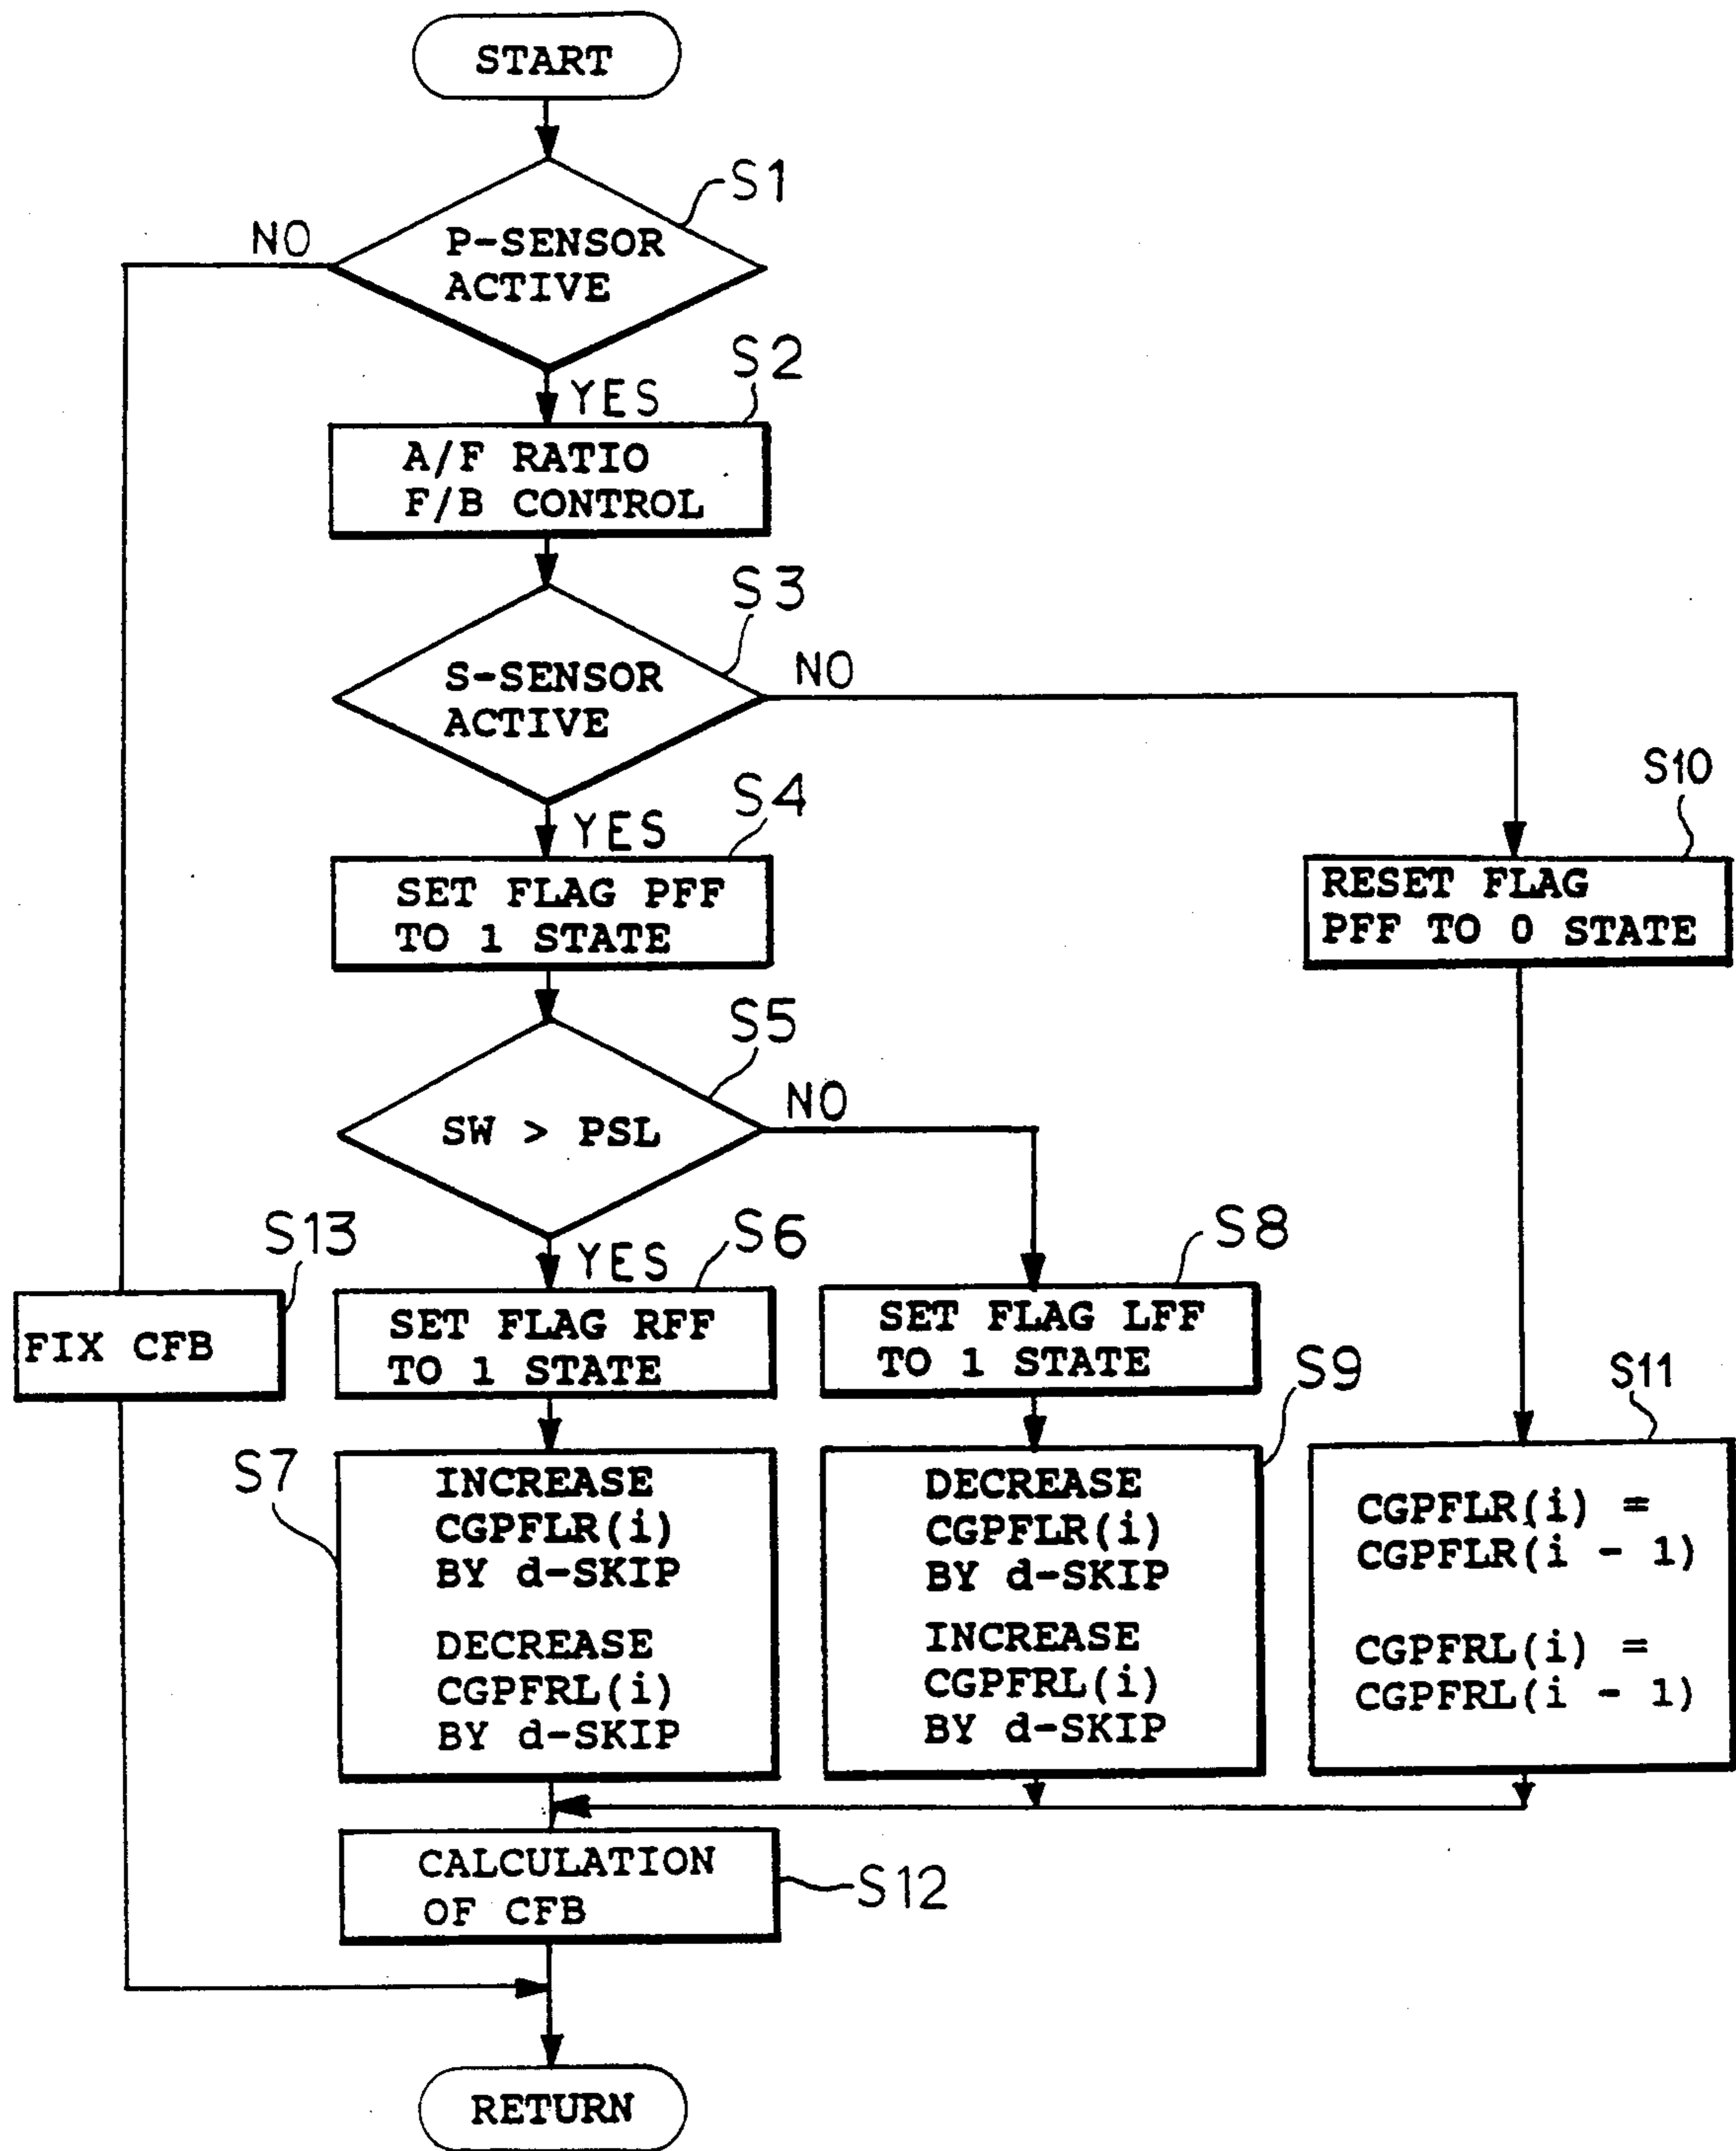 START
S1
NO
P-SENSOR
ACTIVE
S2
YES
A/F RATIO
F/B CONTROL
S3
S-SENSOR
ACTIVE
NO
S4
YES
SET FLAG PFF
TO 1 STATE
S10
RESET FLAG
PFF TO 0 STATE
S5
SW > PSL
NO
S13
FIX CFB
S6
YES
SET FLAG RFF
TO 1 STATE
S8
SET FLAG LFF
TO 1 STATE
S7
INCREASE
CGPFLR(i)
BY d-SKIP
DECREASE
CGPFRL(i)
BY d-SKIP
S9
DECREASE
CGPFLR(i)
BY d-SKIP
INCREASE
CGPFRL(i)
BY d-SKIP
S11
CGPFLR(i) =
CGPFLR(i - 1)
CGPFRL(i) =
CGPFRL(i - 1)
CALCULATION
OF CFB
S12
RETURN